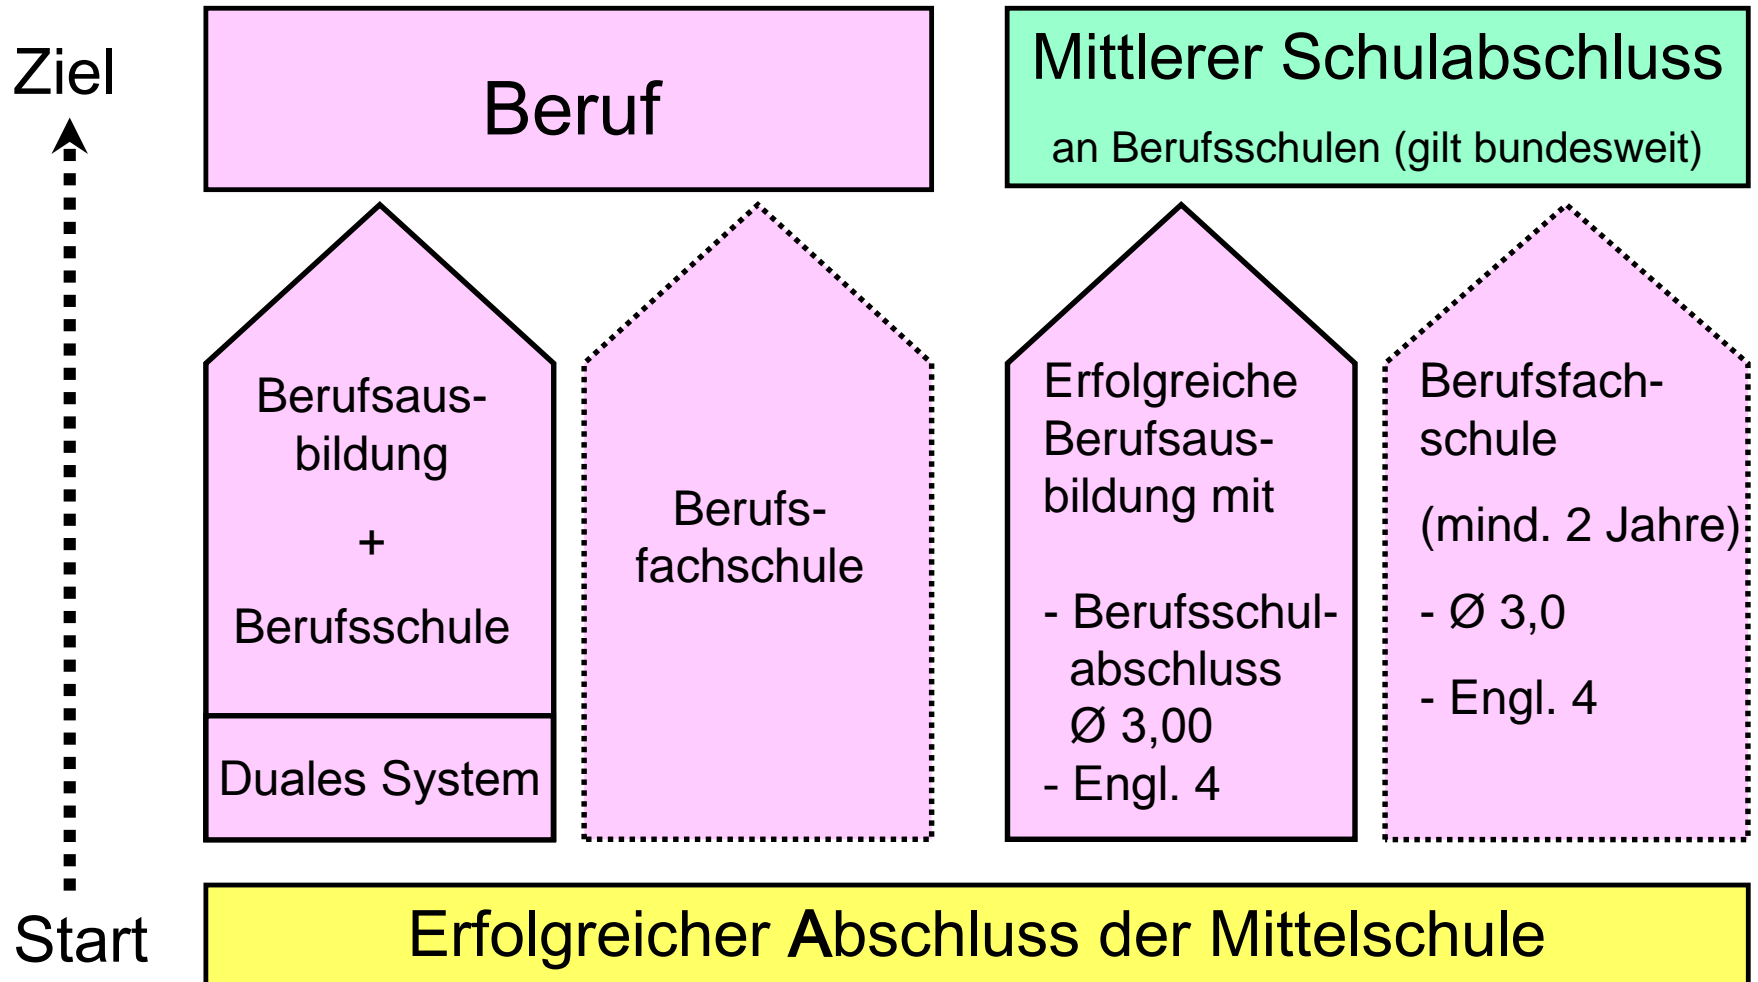 Ziel
Beruf
Mittlerer Schulabschluss
an Berufsschulen (gilt bundesweit)
Berufsaus-
bildung
+
Berufsschule
Duales System
Berufs-
fachschule
Erfolgreiche
Berufsaus-
bildung mit
- Berufsschul-
abschluss
Ø 3,00
- Engl. 4
Berufsfach-
schule
(mind. 2 Jahre)
- Ø 3,0
- Engl. 4
Start
Erfolgreicher Abschluss der Mittelschule